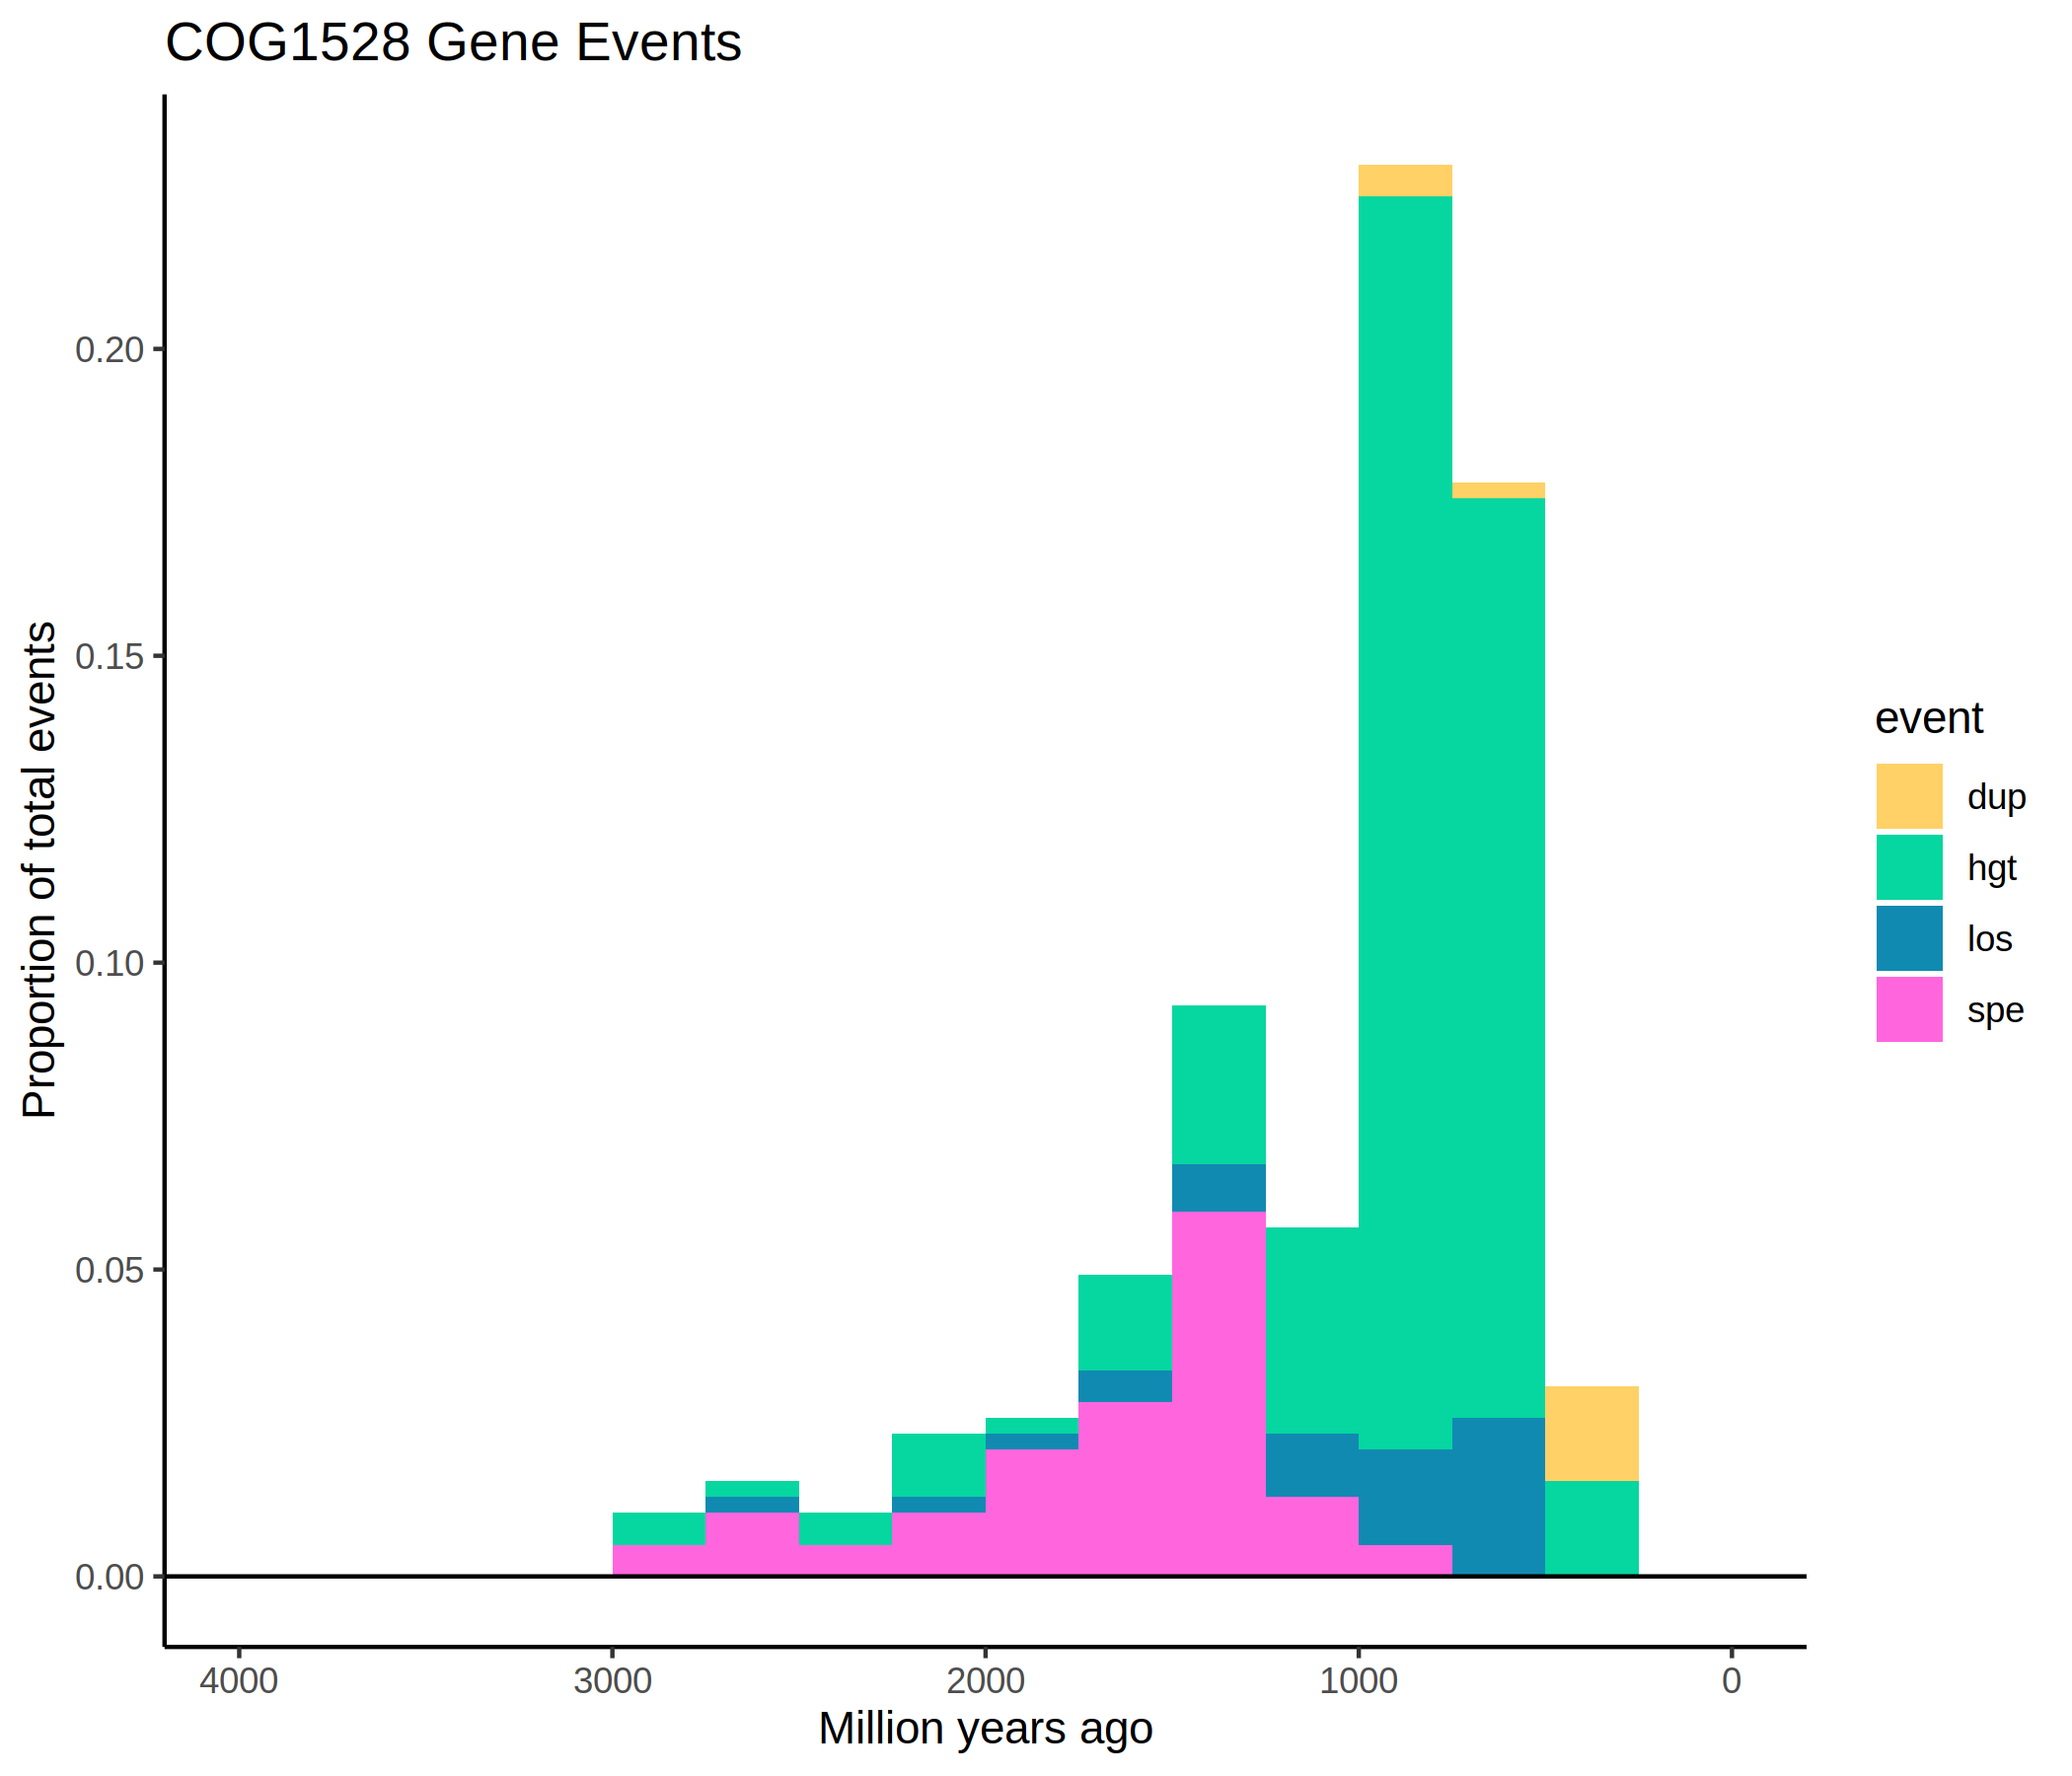 COG1528 Gene Events
Proportion of total events
0.20
0.15
0.10
0.05
0.00
4000 3000 2000 1000 0
Million years ago
event
dup
hgt
los
spe